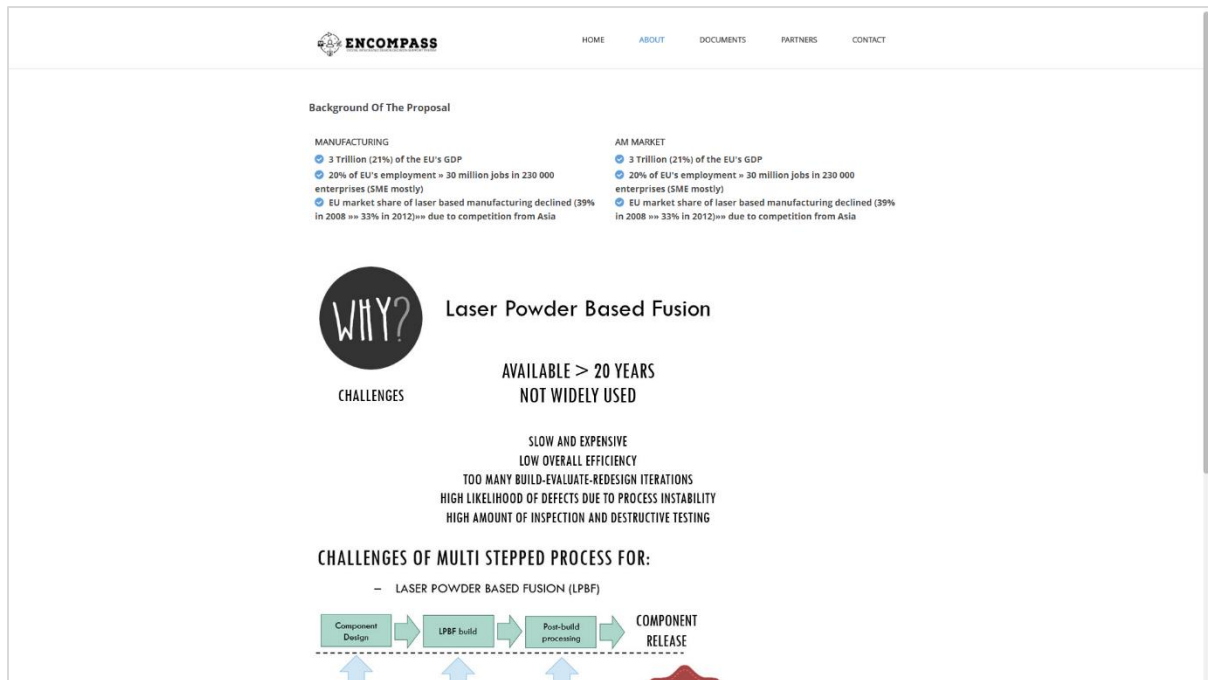 ENCOMPASS
HOME ABOUT DOCUMENTS PARTNERS CONTACT
Background Of The Proposal
MANUFACTURING
3 Trillion (21%) of the EU's GDP
20% of EU's employment » 30 million jobs in 230 000
enterprises (SME mostly)
EU market share of laser based manufacturing declined (39%
in 2008 »» 33% in 2012)»» due to competition from Asia
AM MARKET
3 Trillion (21%) of the EU's GDP
20% of EU's employment » 30 million jobs in 230 000
enterprises (SME mostly)
EU market share of laser based manufacturing declined (39%
in 2008 »» 33% in 2012)»» due to competition from Asia
WHY?
Laser Powder Based Fusion
CHALLENGES
AVAILABLE > 20 YEARS
NOT WIDELY USED
SLOW AND EXPENSIVE
LOW OVERALL EFFICIENCY
TOO MANY BUILD-EVALUATE-REDESIGN ITERATIONS
HIGH LIKELIHOOD OF DEFECTS DUE TO PROCESS INSTABILITY
HIGH AMOUNT OF INSPECTION AND DESTRUCTIVE TESTING
CHALLENGES OF MULTI STEPPED PROCESS FOR:
– LASER POWDER BASED FUSION (LPBF)
Component
Design
LPBF build
Post-build
processing
COMPONENT
RELEASE